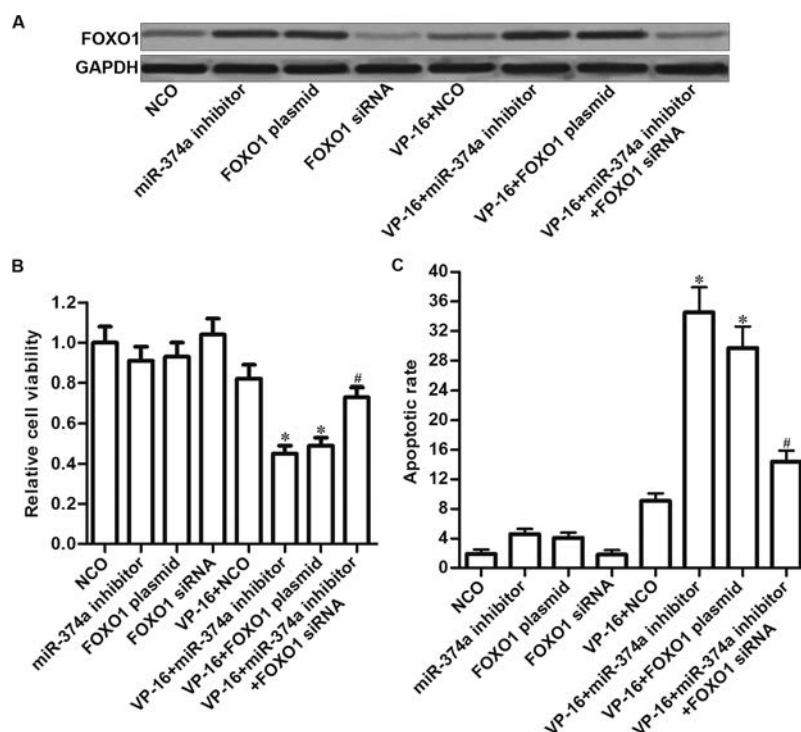 A
FOXO1
GAPDH
NCO
miR-374a inhibitor
FOXO1 plasmid
FOXO1 siRNA
VP-16+NCO
VP-16+miR-374a inhibitor
VP-16+FOXO1 plasmid
VP-16+miR-374a inhibitor
+FOXO1 siRNA
B
Relative cell viability
1.2
1.0
0.8
0.6
0.4
0.2
0.0
*
*
#
NCO
miR-374a inhibitor
FOXO1 plasmid
FOXO1 siRNA
VP-16+NCO
VP-16+miR-374a inhibitor
VP-16+FOXO1 plasmid
VP-16+miR-374a inhibitor
+FOXO1 siRNA
C
Apoptotic rate
40
36
32
28
24
20
16
12
8
4
0
*
*
#
NCO
miR-374a inhibitor
FOXO1 plasmid
FOXO1 siRNA
VP-16+NCO
VP-16+miR-374a inhibitor
VP-16+FOXO1 plasmid
VP-16+miR-374a inhibitor
+FOXO1 siRNA